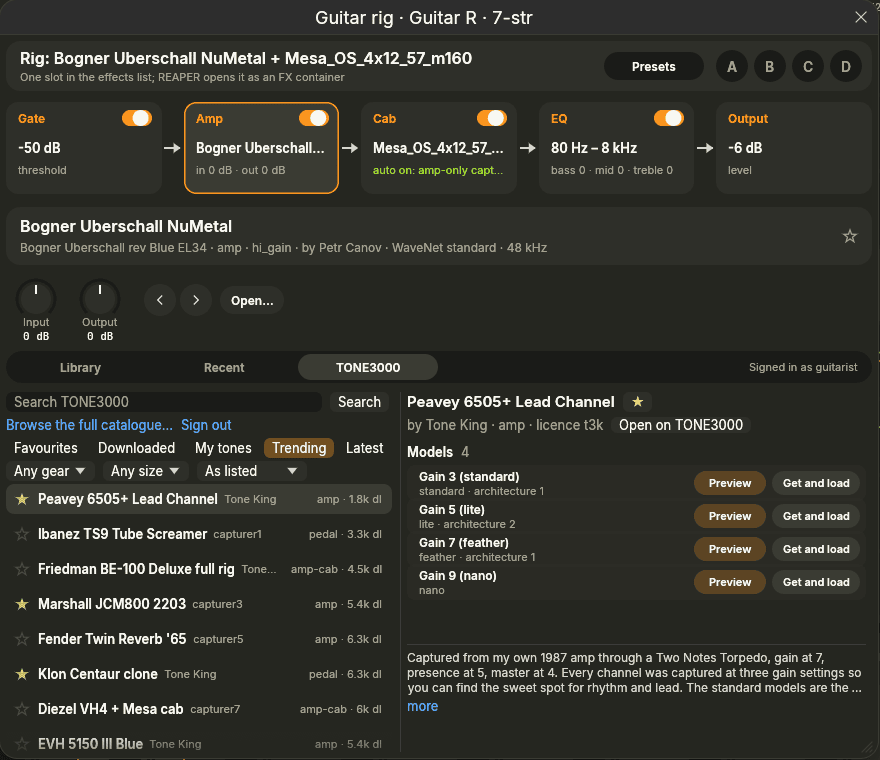 Guitar rig · Guitar R · 7-str
Rig: Bogner Uberschall NuMetal + Mesa_OS_4x12_57_m160
One slot in the effects list; REAPER opens it as an FX container
Presets
A
B
C
D
Gate
-50 dB
threshold
Amp
Bogner Uberschall...
in 0 dB · out 0 dB
Cab
Mesa_OS_4x12_57_...
auto on: amp-only capt...
EQ
80 Hz – 8 kHz
bass 0 · mid 0 · treble 0
Output
-6 dB
level
Bogner Uberschall NuMetal
Bogner Uberschall rev Blue EL34 · amp · hi_gain · by Petr Canov · WaveNet standard · 48 kHz
Input
0 dB
Output
0 dB
Open...
Library
Recent
TONE3000
Signed in as guitarist
Search TONE3000
Search
Browse the full catalogue... Sign out
Favourites Downloaded My tones Trending Latest
Any gear Any size As listed
Peavey 6505+ Lead Channel Tone King amp · 1.8k dl
Ibanez TS9 Tube Screamer capturer1 pedal · 3.3k dl
Friedman BE-100 Deluxe full rig Tone... amp-cab · 4.5k dl
Marshall JCM800 2203 capturer3 amp · 5.4k dl
Fender Twin Reverb '65 capturer5 amp · 6.3k dl
Klon Centaur clone Tone King pedal · 6.3k dl
Diezel VH4 + Mesa cab capturer7 amp-cab · 6k dl
EVH 5150 III Blue Tone King amp · 5.4k dl
Peavey 6505+ Lead Channel
by Tone King · amp · licence t3k Open on TONE3000
Models 4
Gain 3 (standard)
standard · architecture 1
Preview Get and load
Gain 5 (lite)
lite · architecture 2
Preview Get and load
Gain 7 (feather)
feather · architecture 1
Preview Get and load
Gain 9 (nano)
nano
Preview Get and load
Captured from my own 1987 amp through a Two Notes Torpedo, gain at 7,
presence at 5, master at 4. Every channel was captured at three gain settings so
you can find the sweet spot for rhythm and lead. The standard models are the ...
more